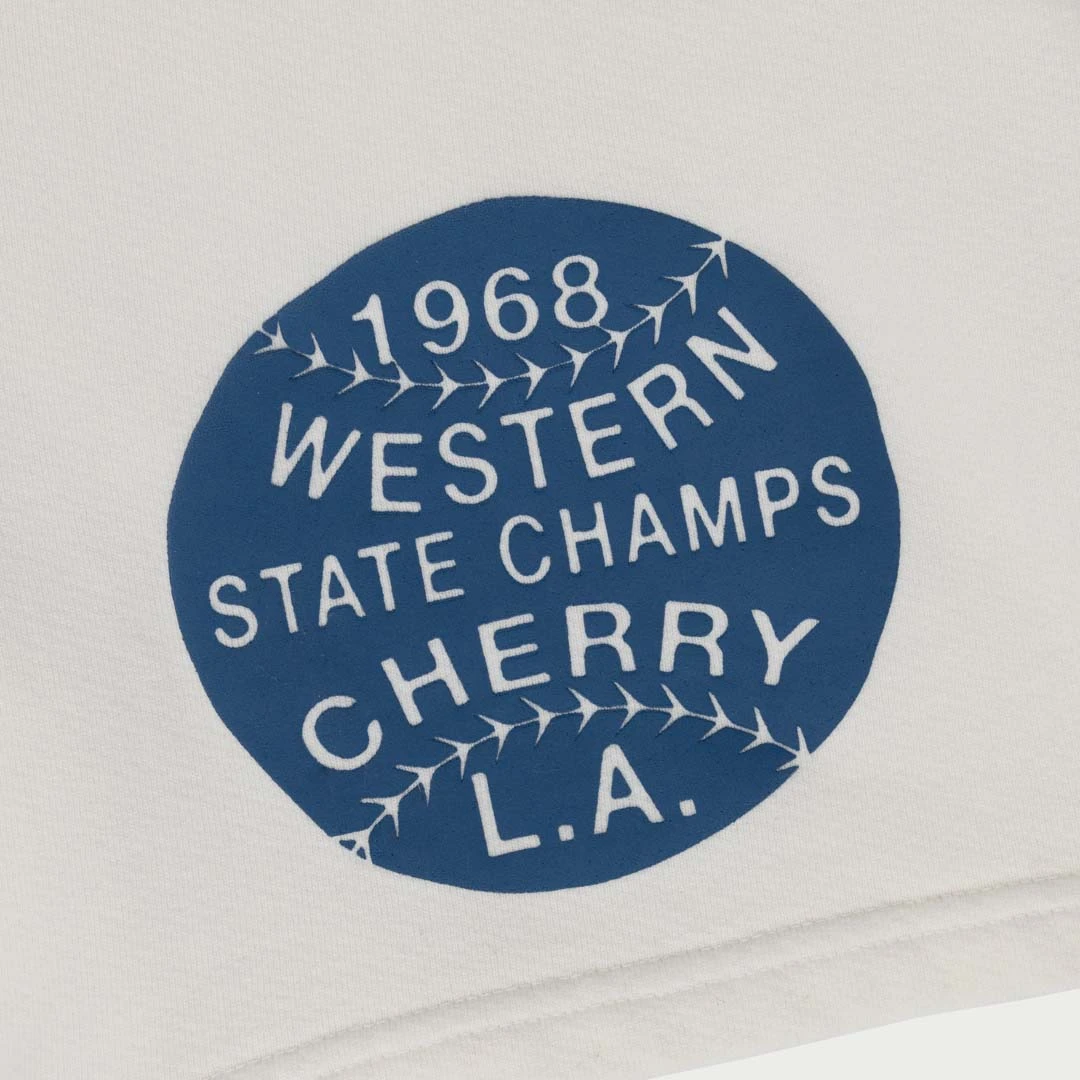 1968
WESTERN
STATE CHAMPS
CHERRY
L.A.